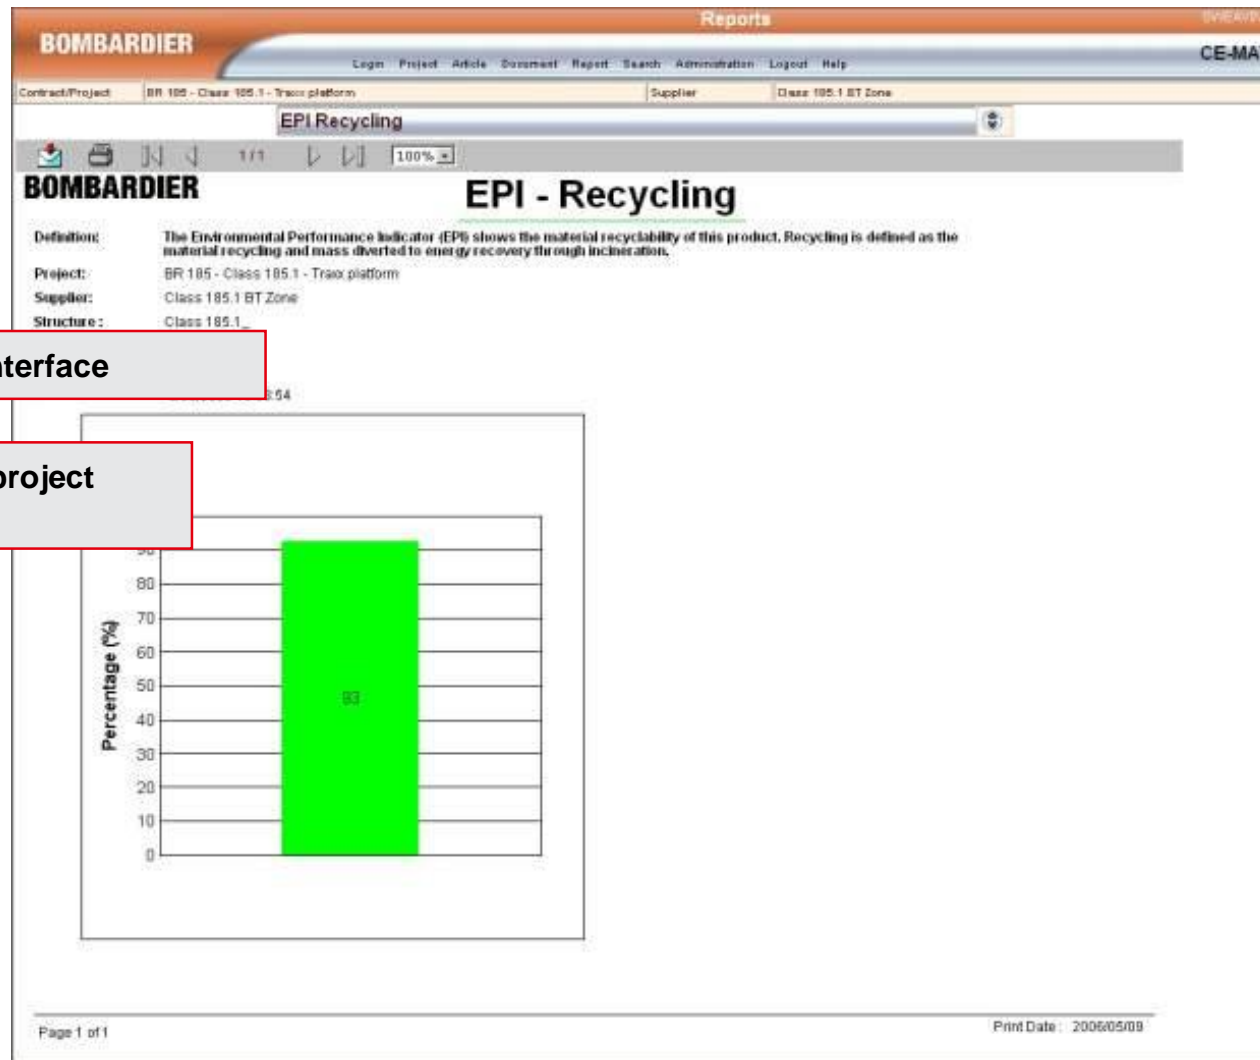 Reports
BOMBARDIER
CE-MA
Login Project Article Document Report Search Administration Logout Help
Contract/Project BR 185 - Class 185.1 - Traxx platform Supplier Class 185.1 BT Zone
EPI Recycling
1/1 100%
BOMBARDIER
EPI - Recycling
Definition: The Environmental Performance Indicator (EPI) shows the material recyclability of this product. Recycling is defined as the
material recycling and mass diverted to energy recovery through incineration.
Project: BR 185 - Class 185.1 - Traxx platform
Supplier: Class 185.1 BT Zone
Structure : Class 185.1_
nterface
:54
project
90
80
70
60
50
40
30
20
10
0
Percentage (%)
93
Page 1 of 1
Print Date : 2006/05/09